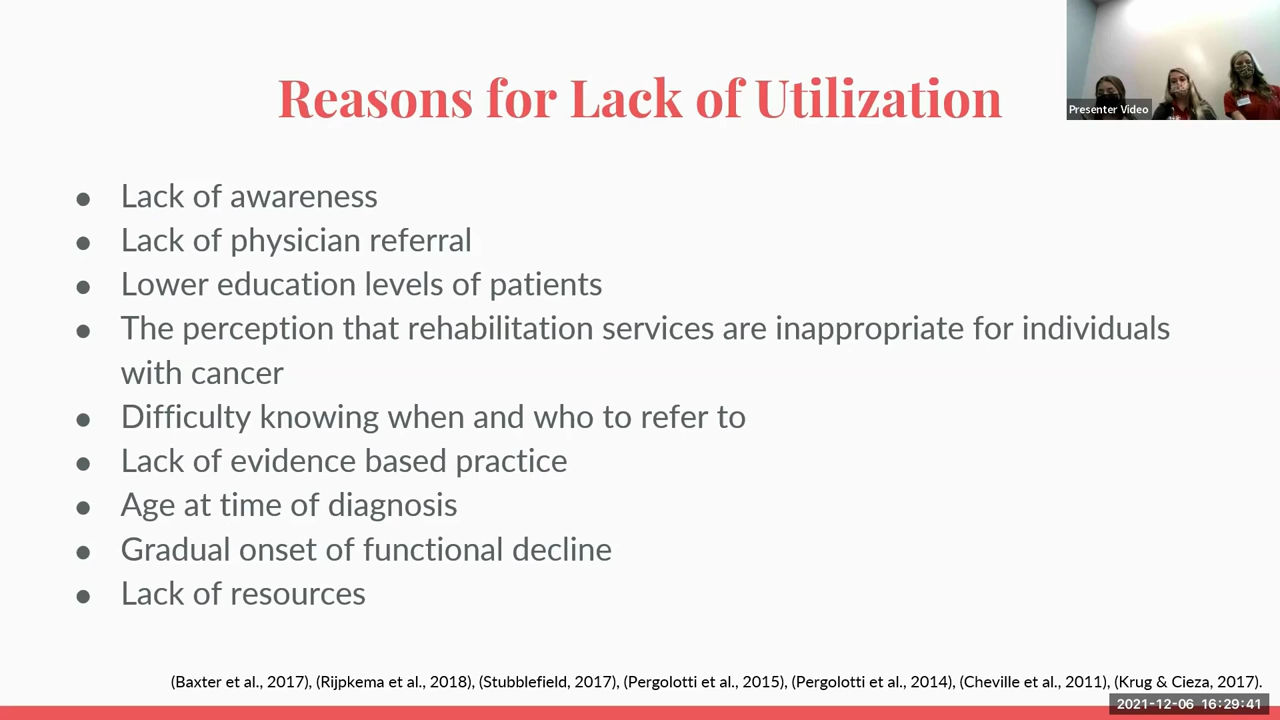 Reasons for Lack of Utilization
Presenter Video
● Lack of awareness
● Lack of physician referral
● Lower education levels of patients
● The perception that rehabilitation services are inappropriate for individuals
with cancer
● Difficulty knowing when and who to refer to
● Lack of evidence based practice
● Age at time of diagnosis
● Gradual onset of functional decline
● Lack of resources
(Baxter et al., 2017), (Rijpkema et al., 2018), (Stubblefield, 2017), (Pergolotti et al., 2015), (Pergolotti et al., 2014), (Cheville et al., 2011), (Krug & Cieza, 2017).
2021-12-06 16:29:41